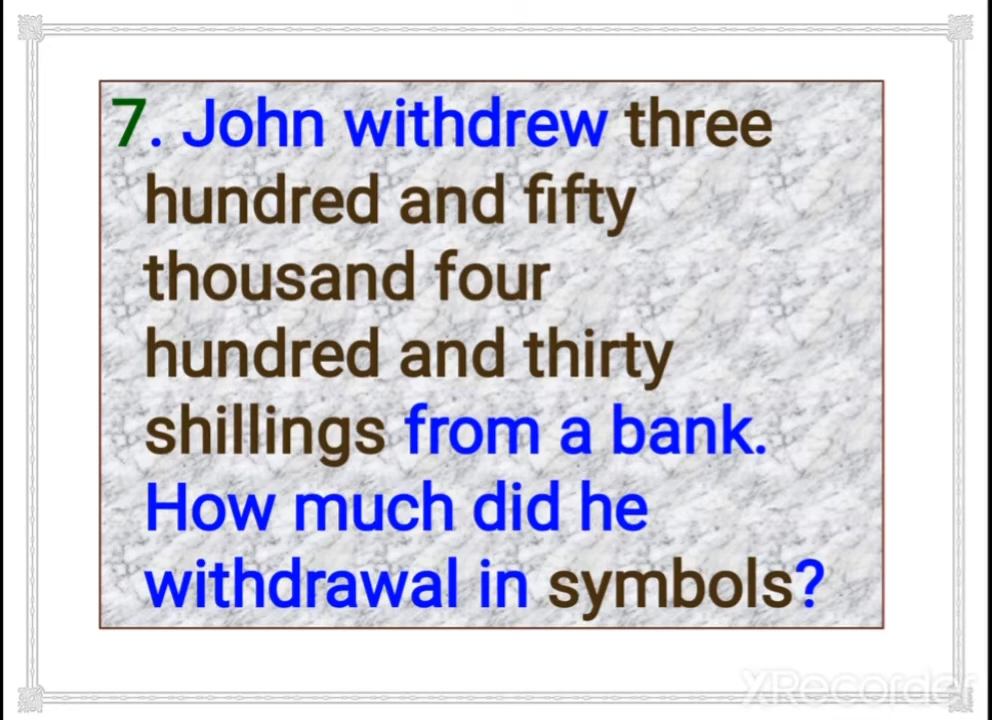 7. John withdrew three
hundred and fifty
thousand four
hundred and thirty
shillings from a bank.
How much did he
withdrawal in symbols?
XRecorder